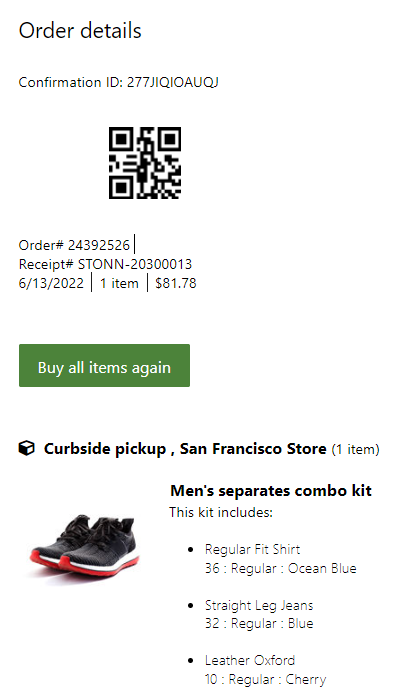 Order details
Confirmation ID: 277JIQIOAUQJ
Order# 24392526 |
Receipt# STONN-20300013
6/13/2022 | 1 item | $81.78
Buy all items again
Curbside pickup , San Francisco Store (1 item)
Men's separates combo kit
This kit includes:
• Regular Fit Shirt
36 : Regular : Ocean Blue
• Straight Leg Jeans
32 : Regular : Blue
• Leather Oxford
10 : Regular : Cherry